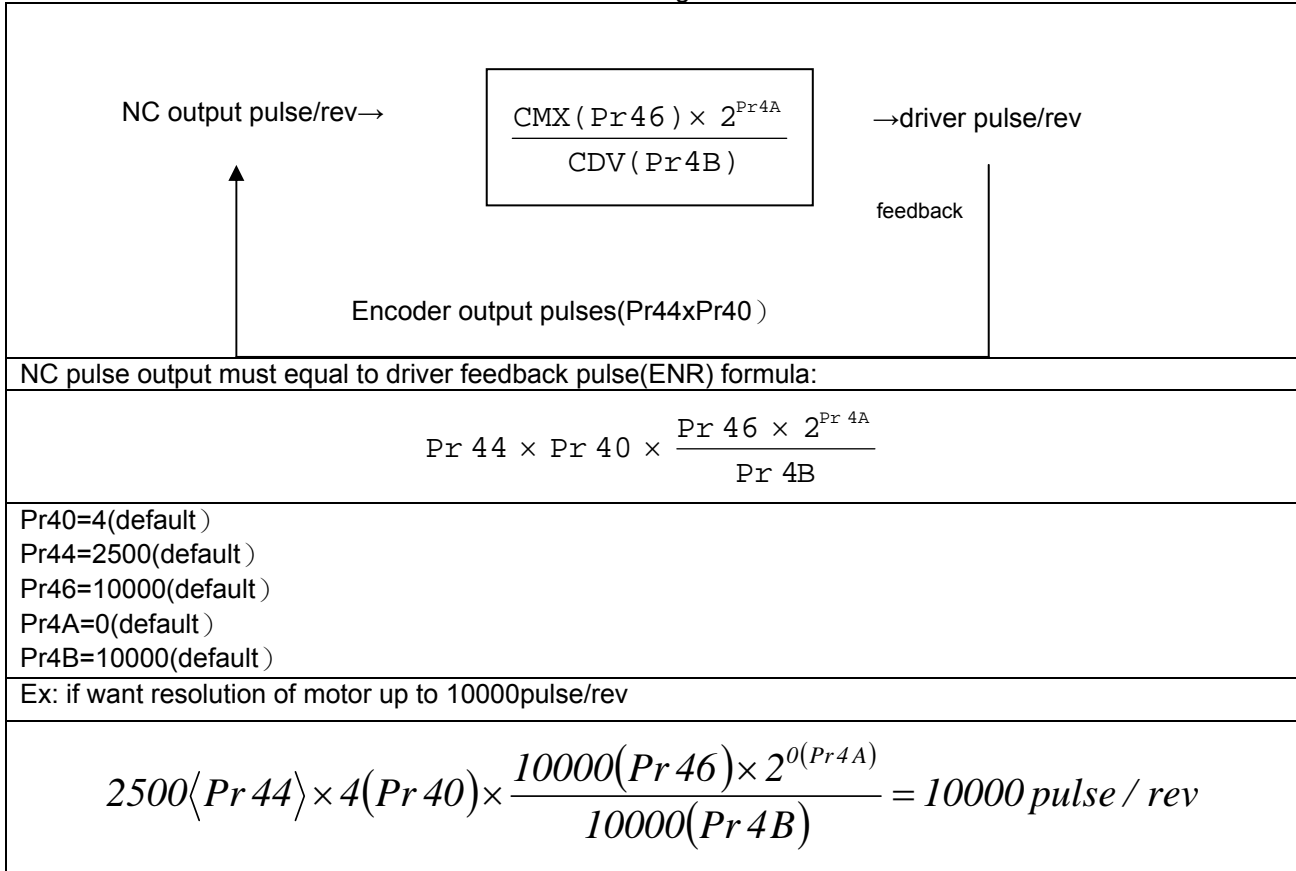 NC output pulse/rev→
CMX(Pr46)× 2^Pr4A
CDV(Pr4B)
→driver pulse/rev
feedback
Encoder output pulses(Pr44xPr40）
NC pulse output must equal to driver feedback pulse(ENR) formula:
Pr 44 × Pr 40 × Pr 46 × 2^Pr 4A
Pr 4B
Pr40=4(default）
Pr44=2500(default）
Pr46=10000(default）
Pr4A=0(default）
Pr4B=10000(default）
Ex: if want resolution of motor up to 10000pulse/rev
2500⟨Pr 44⟩×4(Pr 40)× 10000(Pr 46)×2^0(Pr4A) = 10000 pulse / rev
10000(Pr 4B)